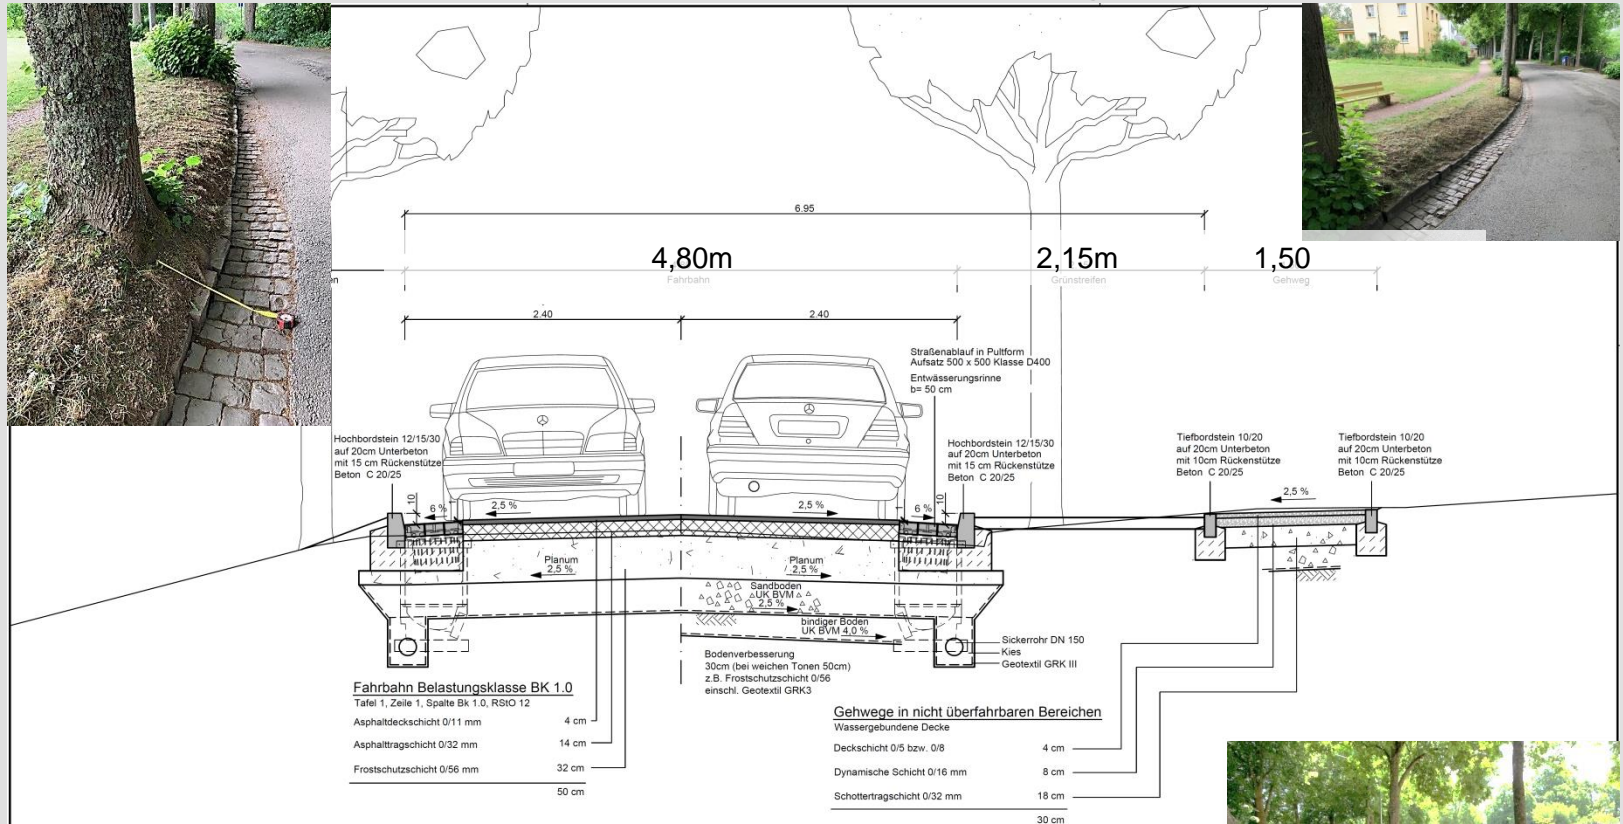 6.95
4,80m
2,15m
1,50
Fahrbahn
Grünstreifen
Gehweg
2.40
2.40
Straßenablauf in Pultform
Aufsatz 500 x 500 Klasse D400
Entwässerungsrinne
b= 50 cm
Hochbordstein 12/15/30
auf 20cm Unterbeton
mit 15 cm Rückenstütze
Beton C 20/25
Hochbordstein 12/15/30
auf 20cm Unterbeton
mit 15 cm Rückenstütze
Beton C 20/25
Tiefbordstein 10/20
auf 20cm Unterbeton
mit 10cm Rückenstütze
Beton C 20/25
Tiefbordstein 10/20
auf 20cm Unterbeton
mit 10cm Rückenstütze
Beton C 20/25
10
6 %
2,5 %
2,5 %
6 %
10
2,5 %
Planum
2,5 %
Planum
2,5 %
Sandboden
UK BVM
2,5 %
bindiger Boden
UK BVM 4,0 %
Sickerrohr DN 150
Kies
Geotextil GRK III
Bodenverbesserung
30cm (bei weichen Tonen 50cm)
z.B. Frostschutzschicht 0/56
einschl. Geotextil GRK3
Fahrbahn Belastungsklasse BK 1.0
Tafel 1, Zeile 1, Spalte Bk 1.0, RStO 12
Asphaltdeckschicht 0/11 mm 4 cm
Asphalttragschicht 0/32 mm 14 cm
Frostschutzschicht 0/56 mm 32 cm
50 cm
Gehwege in nicht überfahrbaren Bereichen
Wassergebundene Decke
Deckschicht 0/5 bzw. 0/8 4 cm
Dynamische Schicht 0/16 mm 8 cm
Schottertragschicht 0/32 mm 18 cm
30 cm